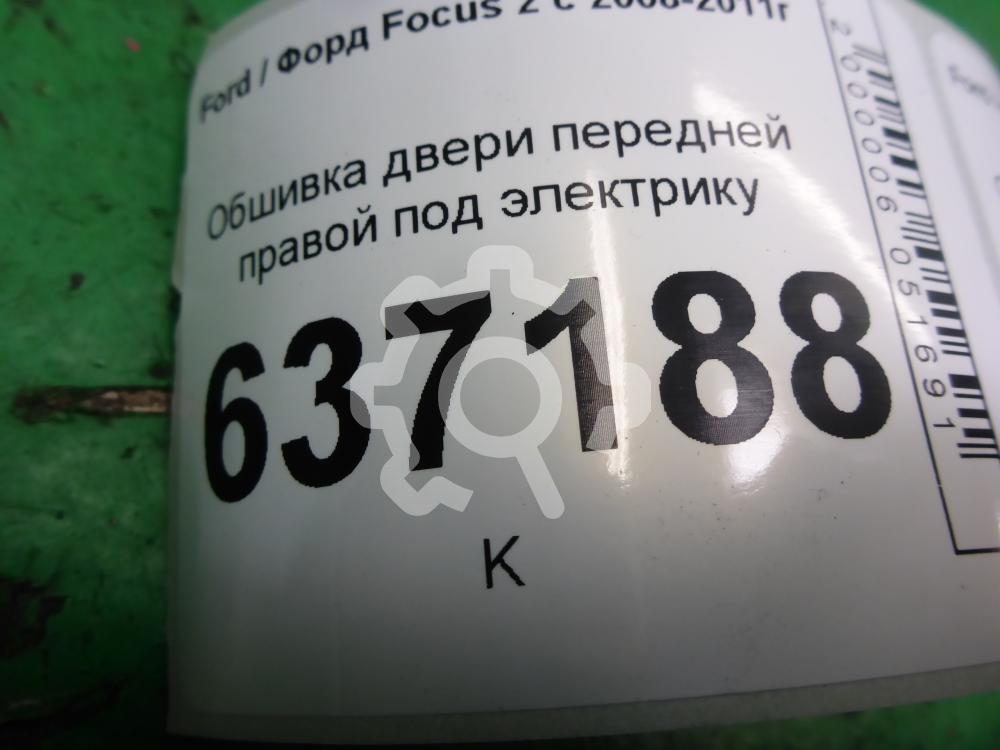 Ford / Форд Focus 2 с 2008-2011г
Обшивка двери передней
правой под электрику
637188
К
2000006051691